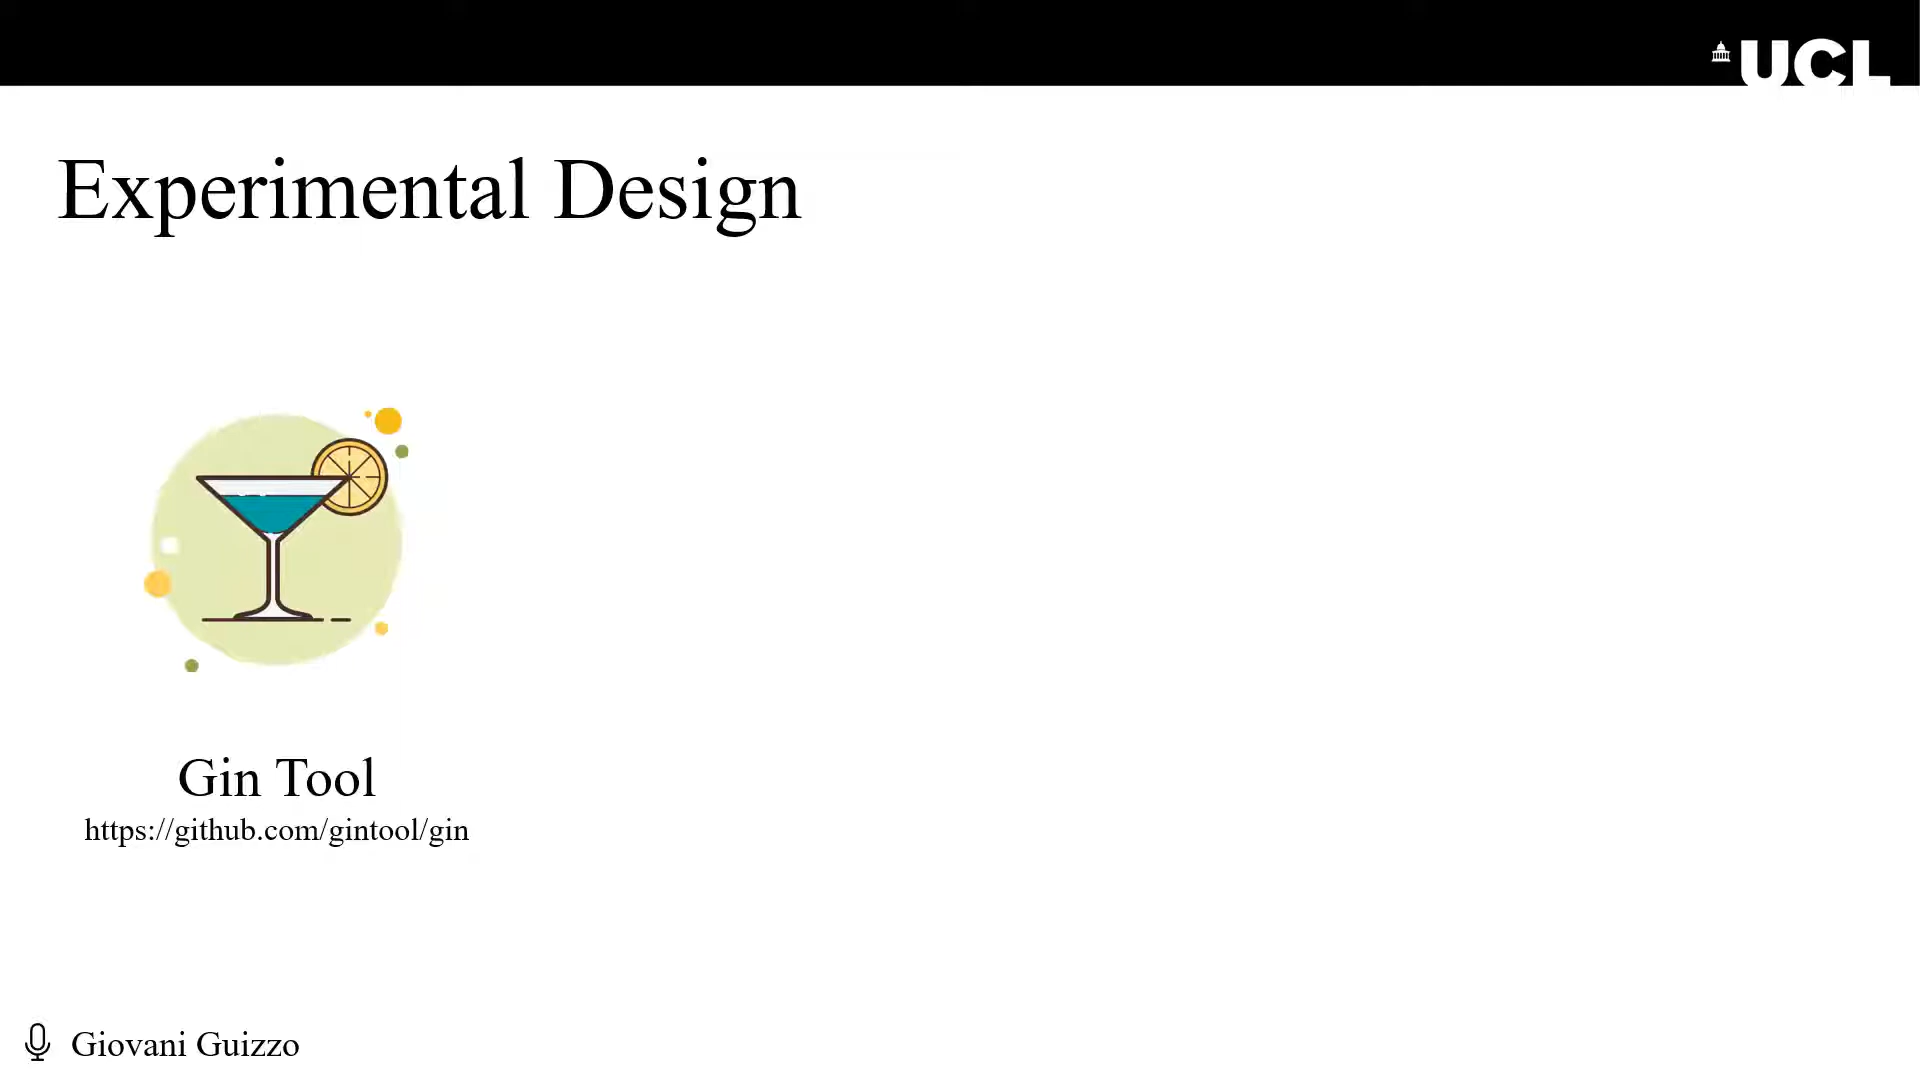 UCL
Experimental Design
Gin Tool
https://github.com/gintool/gin
Giovani Guizzo